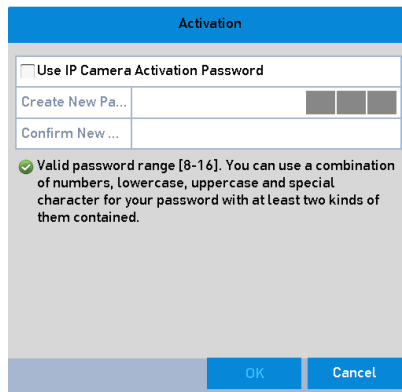 Activation
Use IP Camera Activation Password
Create New Pa...
Confirm New ...
Valid password range [8-16]. You can use a combination
of numbers, lowercase, uppercase and special
character for your password with at least two kinds of
them contained.
OK
Cancel